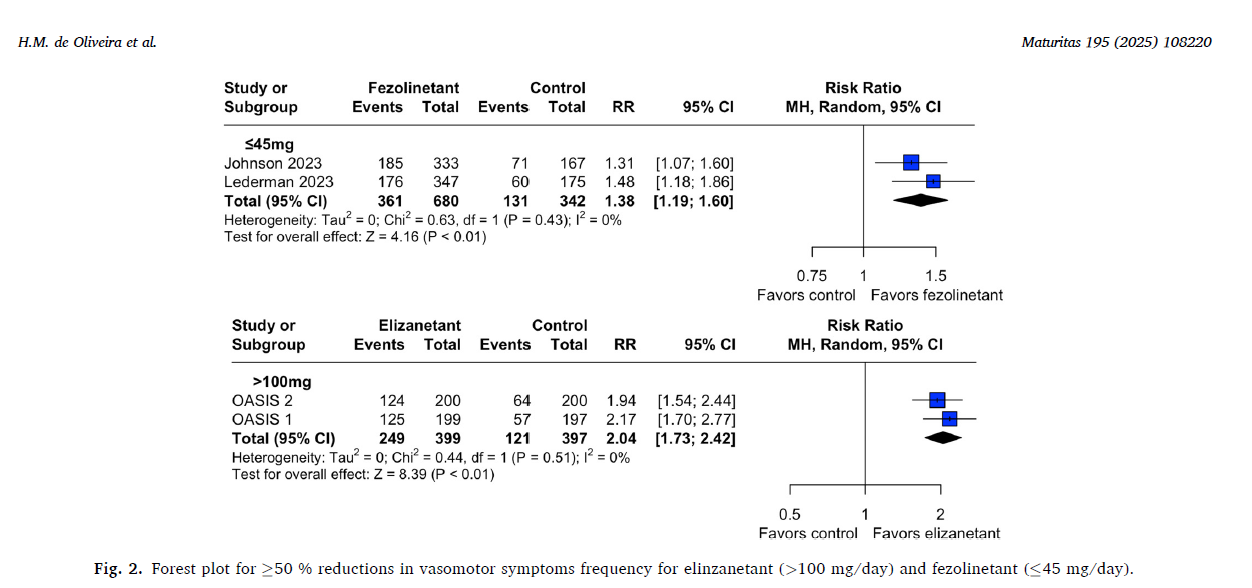 H.M. de Oliveira et al.
Maturitas 195 (2025) 108220
Study or Fezolinetant Control Risk Ratio
Subgroup Events Total Events Total RR 95% CI MH, Random, 95% CI
≤45mg
Johnson 2023 185 333 71 167 1.31 [1.07; 1.60]
Lederman 2023 176 347 60 175 1.48 [1.18; 1.86]
Total (95% CI) 361 680 131 342 1.38 [1.19; 1.60]
Heterogeneity: Tau² = 0; Chi² = 0.63, df = 1 (P = 0.43); I² = 0%
Test for overall effect: Z = 4.16 (P < 0.01)
0.75 1 1.5
Favors control Favors fezolinetant
Study or Elizanetant Control Risk Ratio
Subgroup Events Total Events Total RR 95% CI MH, Random, 95% CI
>100mg
OASIS 2 124 200 64 200 1.94 [1.54; 2.44]
OASIS 1 125 199 57 197 2.17 [1.70; 2.77]
Total (95% CI) 249 399 121 397 2.04 [1.73; 2.42]
Heterogeneity: Tau² = 0; Chi² = 0.44, df = 1 (P = 0.51); I² = 0%
Test for overall effect: Z = 8.39 (P < 0.01)
0.5 1 2
Favors control Favors elizanetant
Fig. 2. Forest plot for ≥50 % reductions in vasomotor symptoms frequency for elinzanetant (>100 mg/day) and fezolinetant (≤45 mg/day).